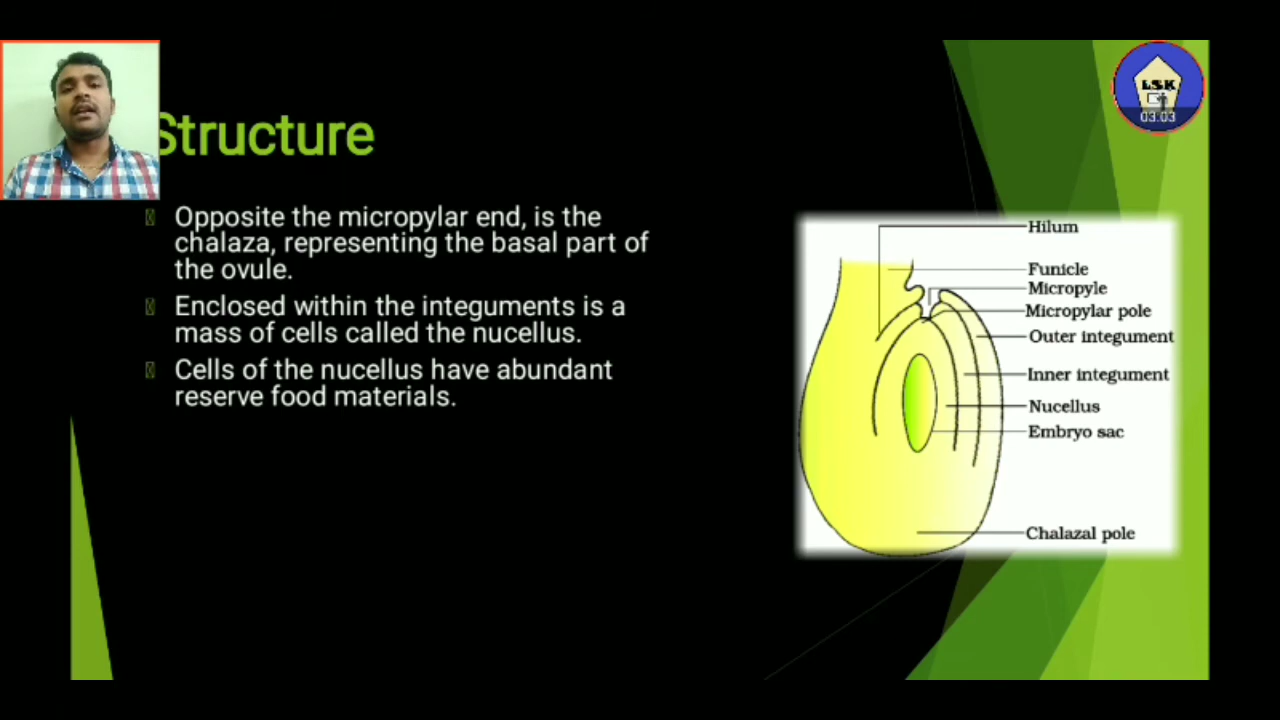 Structure
Opposite the micropylar end, is the
chalaza, representing the basal part of
the ovule.
Enclosed within the integuments is a
mass of cells called the nucellus.
Cells of the nucellus have abundant
reserve food materials.
LSK
03:03
Hilum
Funicle
Micropyle
Micropylar pole
Outer integument
Inner integument
Nucellus
Embryo sac
Chalazal pole